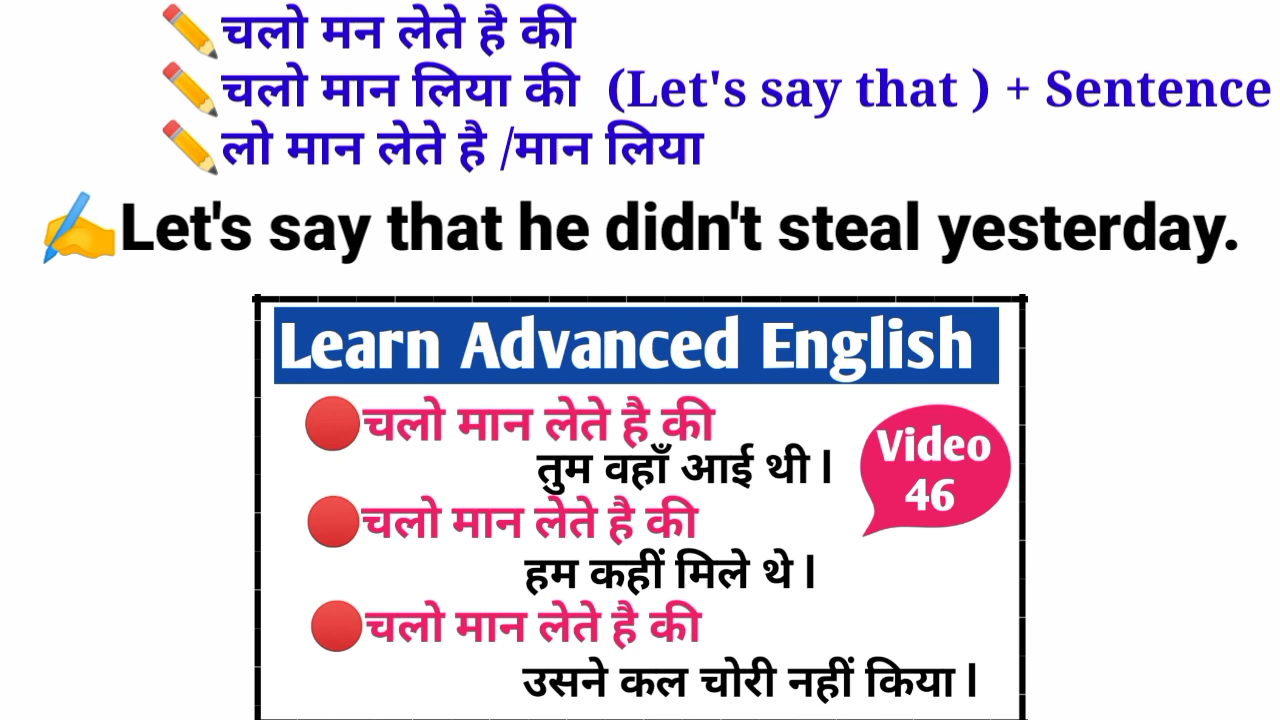 चलो मन लेते है की
चलो मान लिया की (Let's say that ) + Sentence
लो मान लेते है /मान लिया
Let's say that he didn't steal yesterday.
Learn Advanced English
चलो मान लेते है की
तुम वहाँ आई थी l
Video
46
चलो मान लेते है की
हम कहीं मिले थे l
चलो मान लेते है की
उसने कल चोरी नहीं किया l